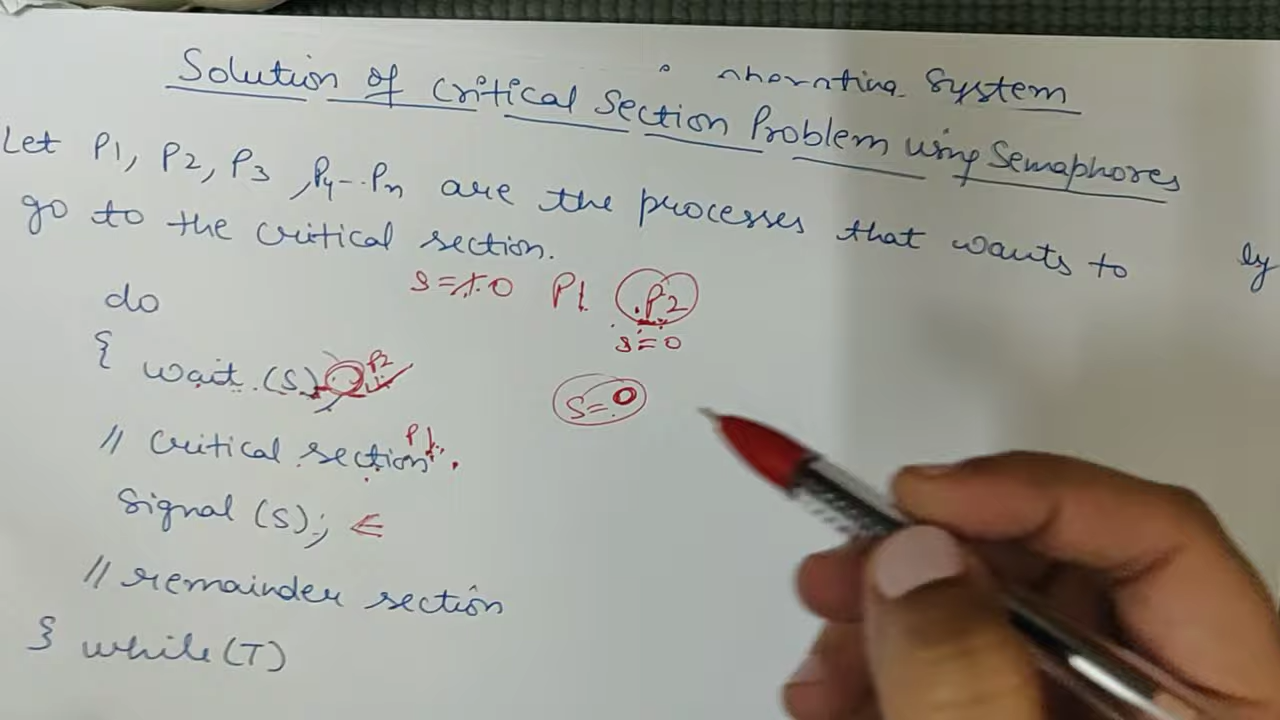 System
Solution of Critical Section Problem using Semaphores
Let P1, P2, P3, P4-..Pn are the processes that wants to
go to the critical section.
S=1.0 P1 P2
S=0
do
{ wait (S)
P2
S=0
// Critical section P1
Signal (S);
// remainder section
} while (T)